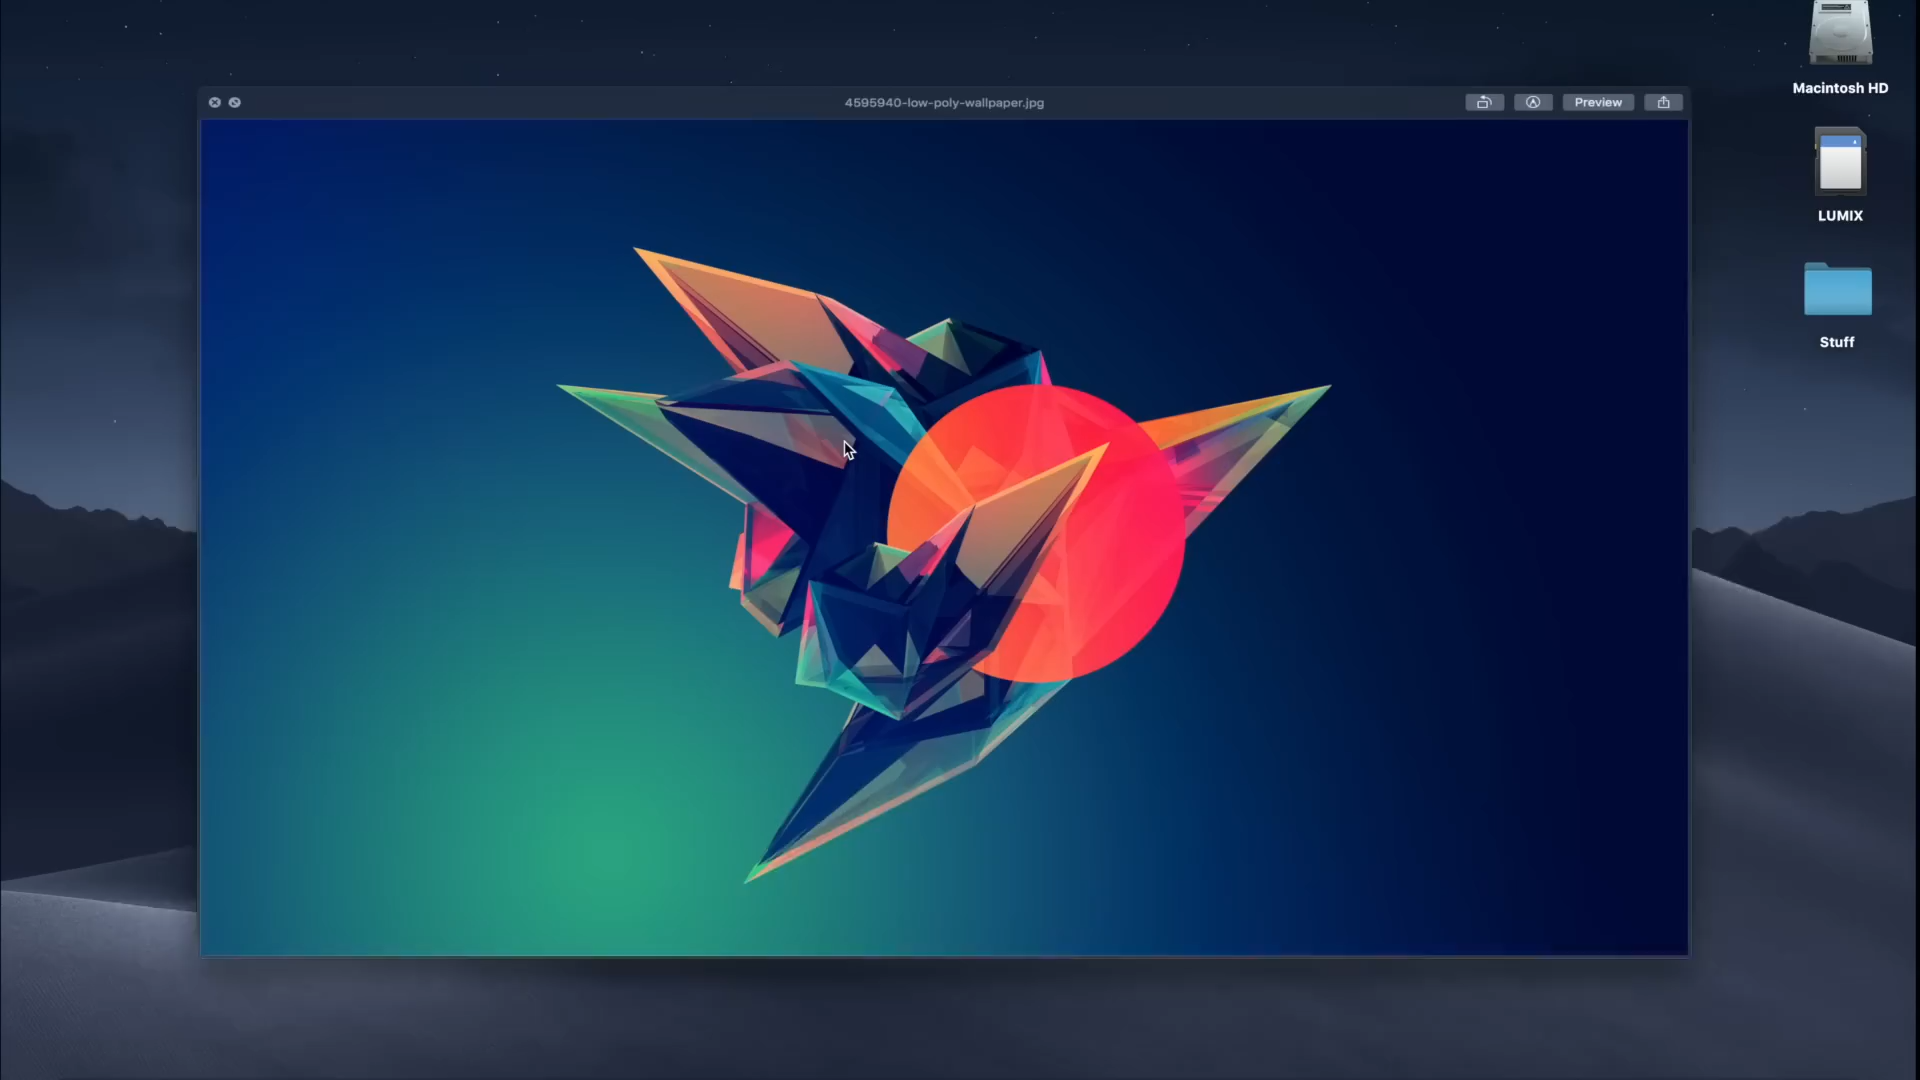 4595940-low-poly-wallpaper.jpg
Preview
Macintosh HD
LUMIX
Stuff